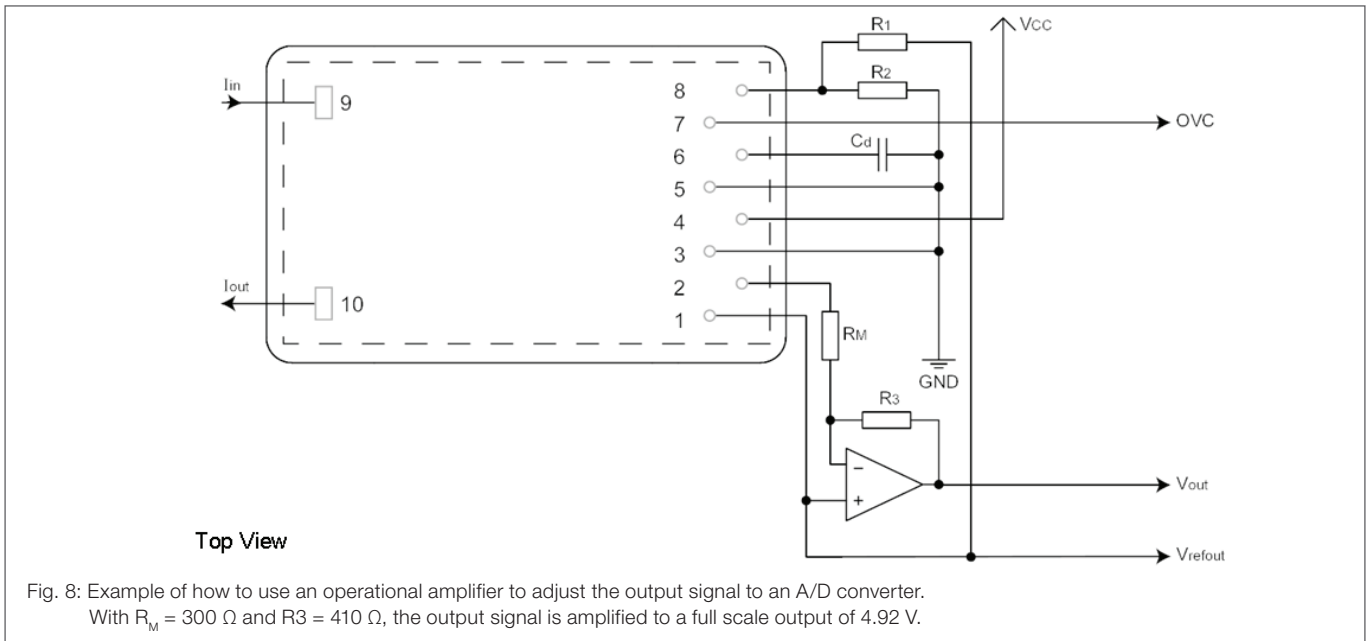 R1
VCC
Iin
9
8
R2
7
OVC
6
Cd
5
4
3
Iout
10
2
1
RM
GND
R3
−
+
Vout
Top View
Vrefout
Fig. 8: Example of how to use an operational amplifier to adjust the output signal to an A/D converter.
With RM = 300 Ω and R3 = 410 Ω, the output signal is amplified to a full scale output of 4.92 V.